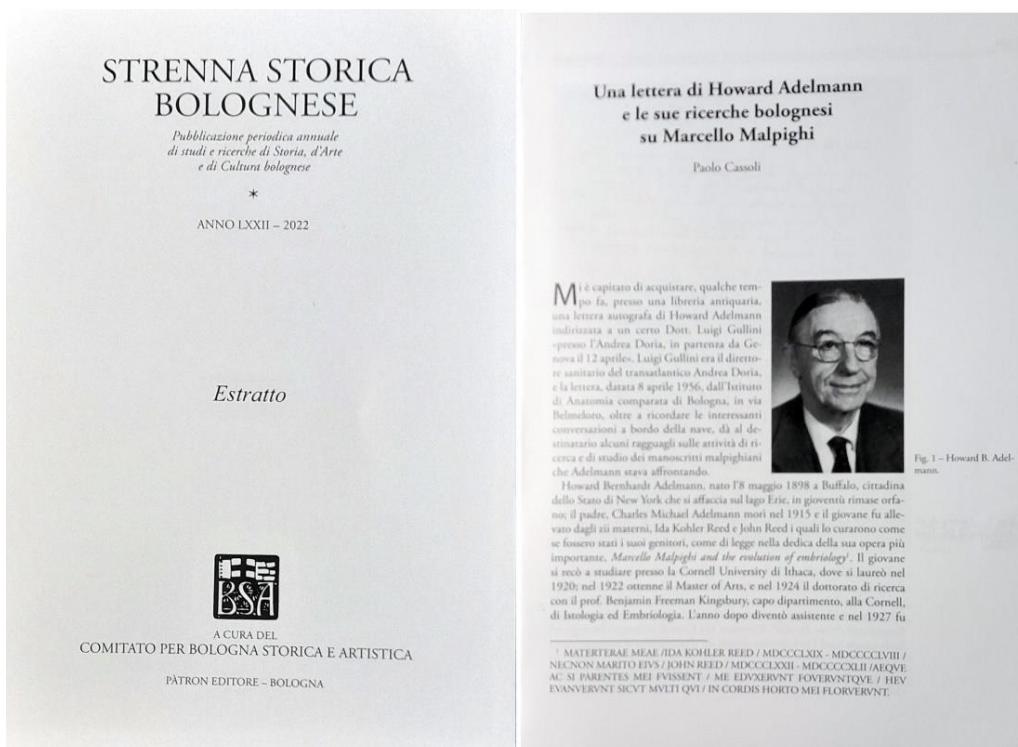 STRENNA STORICA
BOLOGNESE
Pubblicazione periodica annuale
di studi e ricerche di Storia, d'Arte
e di Cultura bolognese
*
ANNO LXXII – 2022
Estratto
B.S.A
A CURA DEL
COMITATO PER BOLOGNA STORICA E ARTISTICA
PÀTRON EDITORE – BOLOGNA
Una lettera di Howard Adelmann
e le sue ricerche bolognesi
su Marcello Malpighi
Paolo Cassoli
Mi è capitato di acquistare, qualche tem-
po fa, presso una libreria antiquaria,
una lettera autografa di Howard Adelmann
indirizzata a un certo Dott. Luigi Gullini
«presso l'Andrea Doria, in partenza da Ge-
nova il 12 aprile». Luigi Gullini era il diretto-
re sanitario del transatlantico Andrea Doria,
e la lettera, datata 8 aprile 1956, dall'Istituto
di Anatomia comparata di Bologna, in via
Belmeloro, oltre a ricordare le interessanti
conversazioni a bordo della nave, dà al de-
stinatario alcuni ragguagli sulle attività di ri-
cerca e di studio dei manoscritti malpighiani
che Adelmann stava affrontando.
Fig. 1 – Howard B. Adel-
mann.
Howard Bernhardt Adelmann, nato l'8 maggio 1898 a Buffalo, cittadina
dello Stato di New York che si affaccia sul lago Erie, in gioventù rimase orfa-
no; il padre, Charles Michael Adelmann morì nel 1915 e il giovane fu alle-
vato dagli zii materni, Ida Kohler Reed e John Reed i quali lo curarono come
se fossero stati i suoi genitori, come di legge nella dedica della sua opera più
importante, Marcello Malpighi and the evolution of embriology¹. Il giovane
si recò a studiare presso la Cornell University di Ithaca, dove si laureò nel
1920; nel 1922 ottenne il Master of Arts, e nel 1924 il dottorato di ricerca
con il prof. Benjamin Freeman Kingsbury, capo dipartimento, alla Cornell,
di Istologia ed Embriologia. L'anno dopo diventò assistente e nel 1927 fu
¹ MATERTERAE MEAE /IDA KOHLER REED / MDCCCLXIX - MDCCCCLVIII /
NECNON MARITO EIVS / JOHN REED / MDCCCLXXII - MDCCCCXLII /AEQVE
AC SI PARENTES MEI FVISSENT / ME EDVXERVNT FOVERVNTQVE / HEV
EVANVERVNT SICVT MVLTI QVI / IN CORDIS HORTO MEI FLORVERVNT.